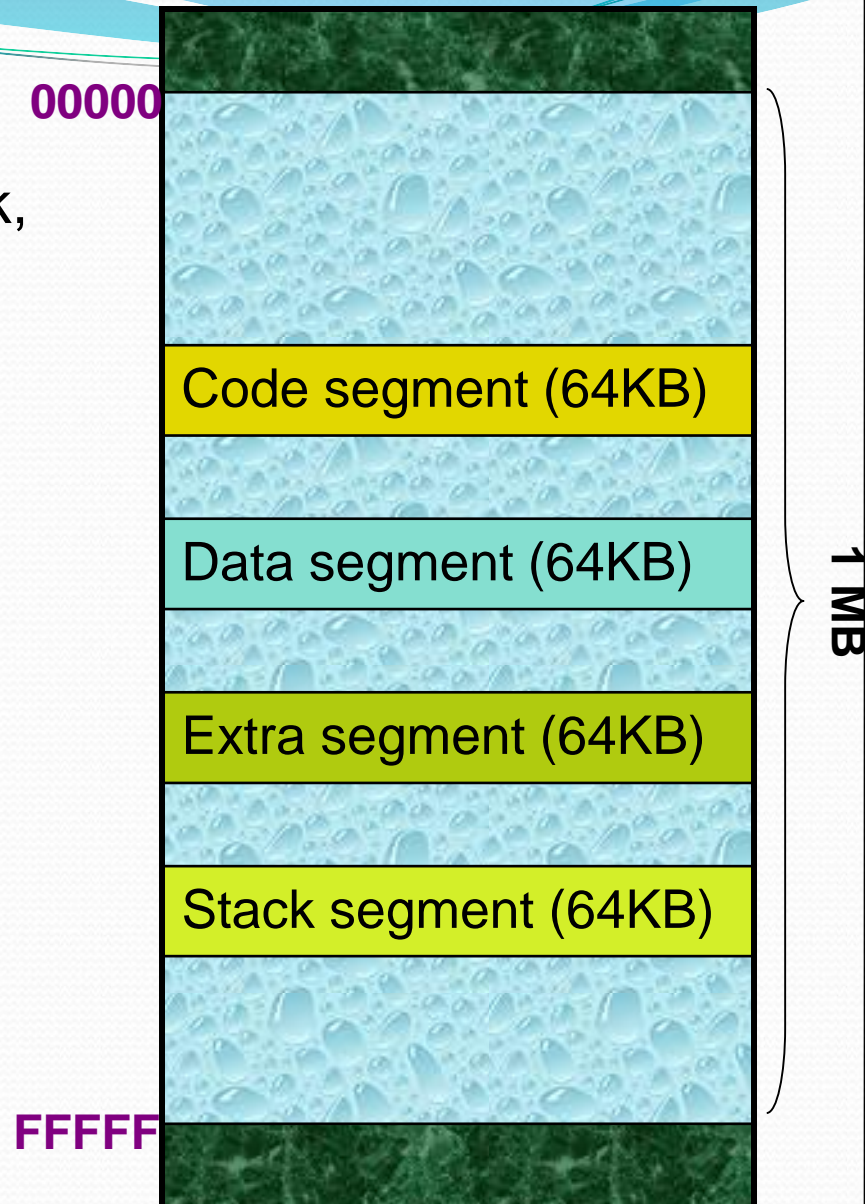 00000
k,
Code segment (64KB)
Data segment (64KB)
1 MB
Extra segment (64KB)
Stack segment (64KB)
FFFFF